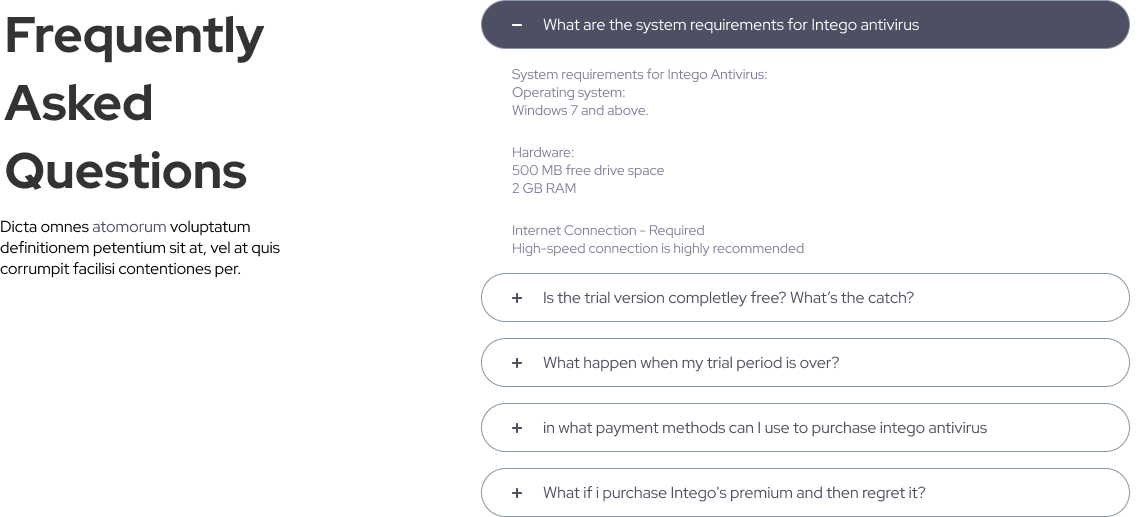 Frequently
Asked
Questions
Dicta omnes atomorum voluptatum
definitionem petentium sit at, vel at quis
corrumpit facilisi contentiones per.
What are the system requirements for Intego antivirus
System requirements for Intego Antivirus:
Operating system:
Windows 7 and above.
Hardware:
500 MB free drive space
2 GB RAM
Internet Connection - Required
High-speed connection is highly recommended
Is the trial version completley free? What’s the catch?
What happen when my trial period is over?
in what payment methods can I use to purchase intego antivirus
What if i purchase Intego's premium and then regret it?